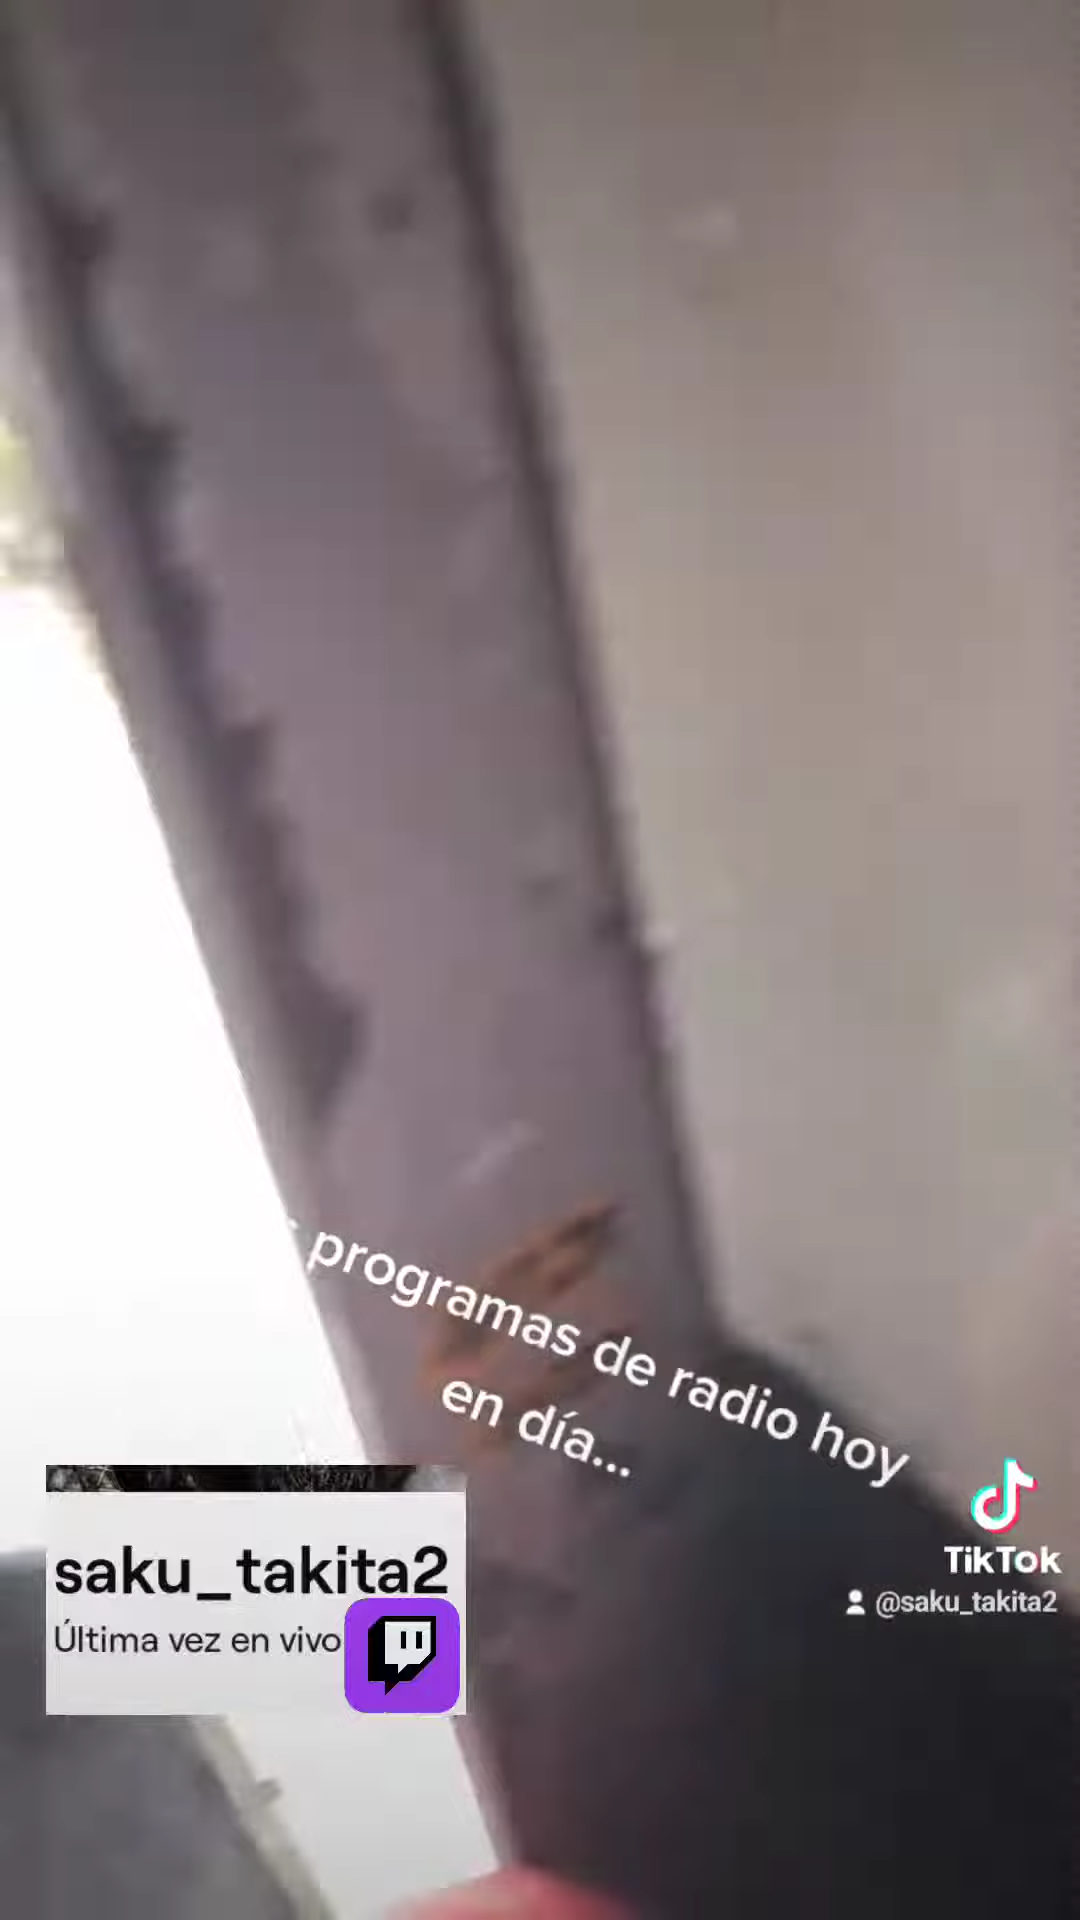 programas de radio hoy
en día...
saku_takita2
Última vez en vivo
TikTok
@saku_takita2